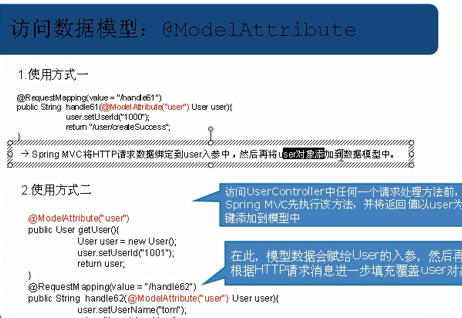 访问数据模型：@ModelAttribute
1.使用方式一
@RequestMapping(value = "/handle61")
public String handle61(@ModelAttribute("user") User user){
user.setUserId("1000");
return "/user/createSuccess";
}
→ Spring MVC将HTTP请求数据绑定到user入参中，然后再将user对象添加到数据模型中。
2.使用方式二
访问UserController中任何一个请求处理方法前，
Spring MVC先执行该方法，并将返回值以user为
键添加到模型中
@ModelAttribute("user")
public User getUser(){
User user = new User();
user.setUserId("1001");
return user;
}
在此，模型数据会赋给User的入参，然后再
根据HTTP请求消息进一步填充覆盖user对
@RequestMapping(value = "/handle62")
public String handle62(@ModelAttribute("user") User user){
user.setUserName("tom");